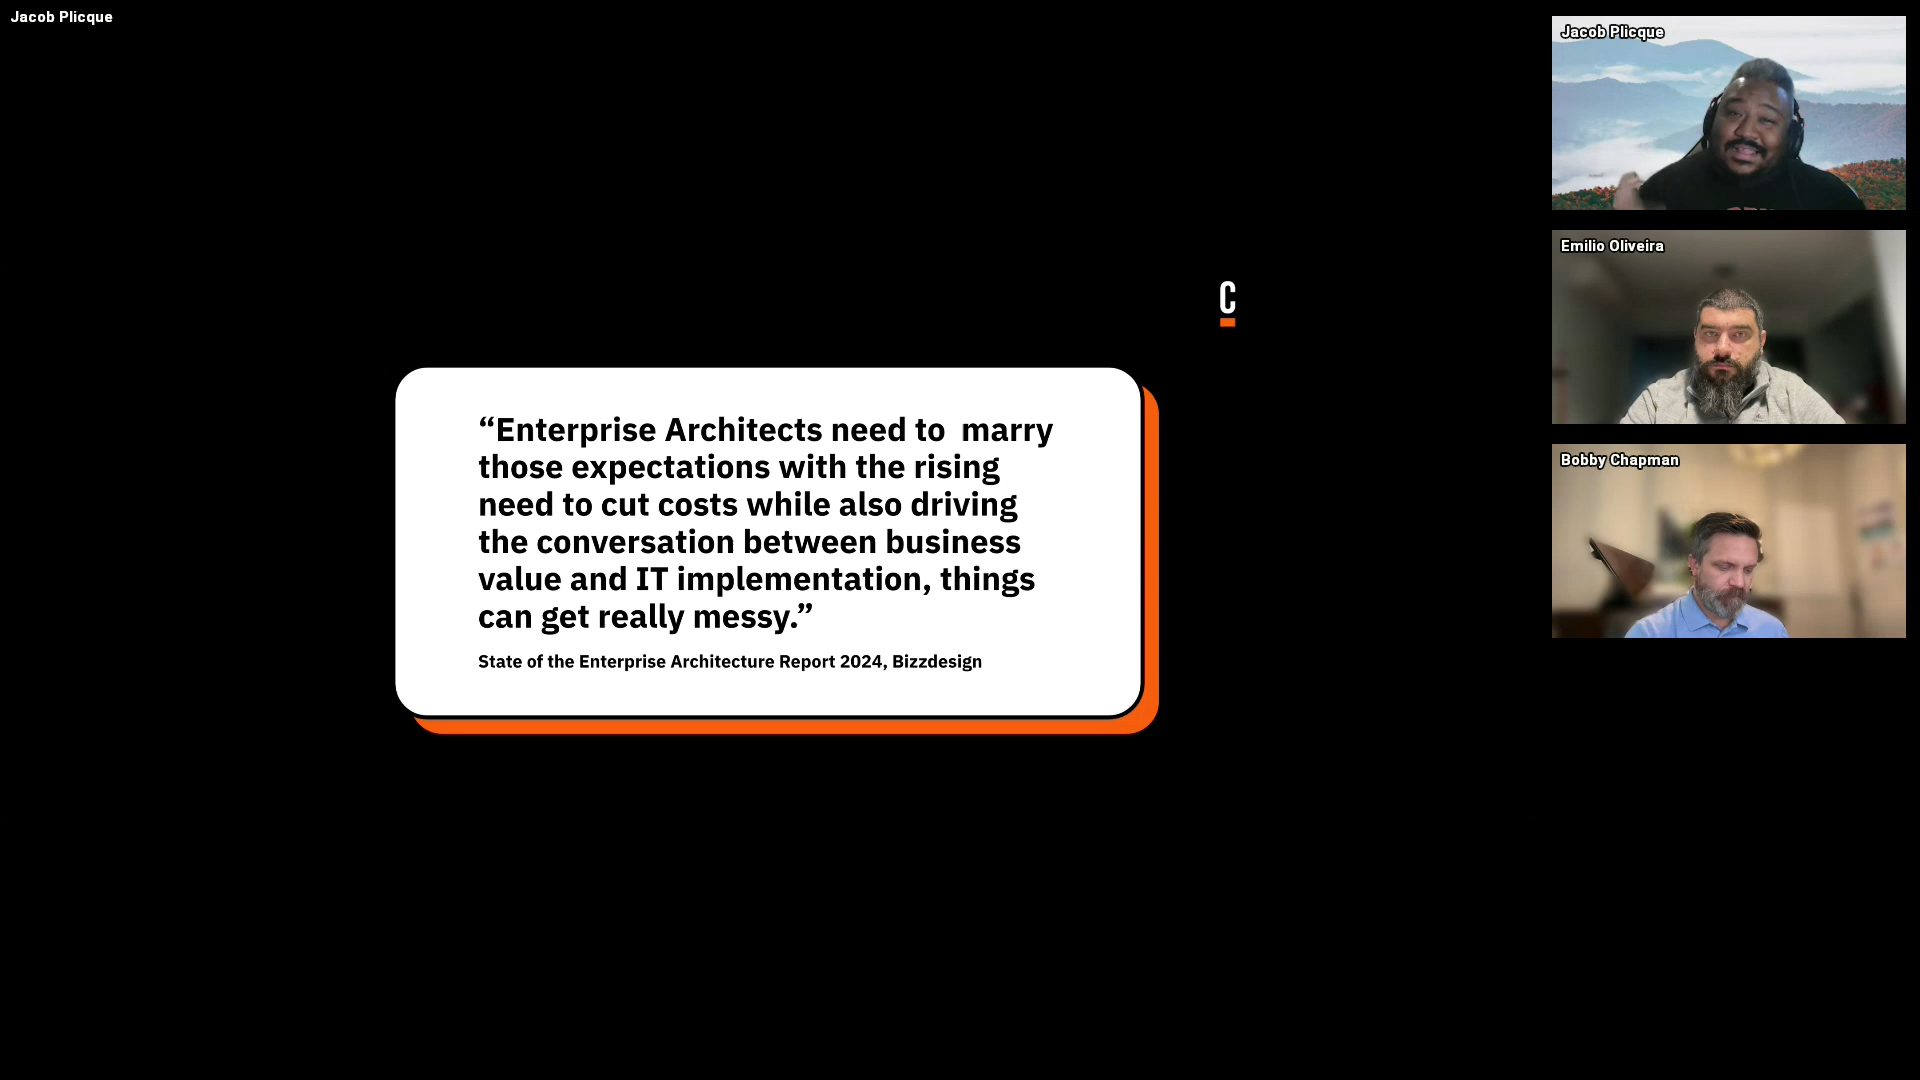 Jacob Plicque
C
“Enterprise Architects need to  marry
those expectations with the rising
need to cut costs while also driving
the conversation between business
value and IT implementation, things
can get really messy.”
State of the Enterprise Architecture Report 2024, Bizzdesign
Jacob Plicque
Emilio Oliveira
Bobby Chapman